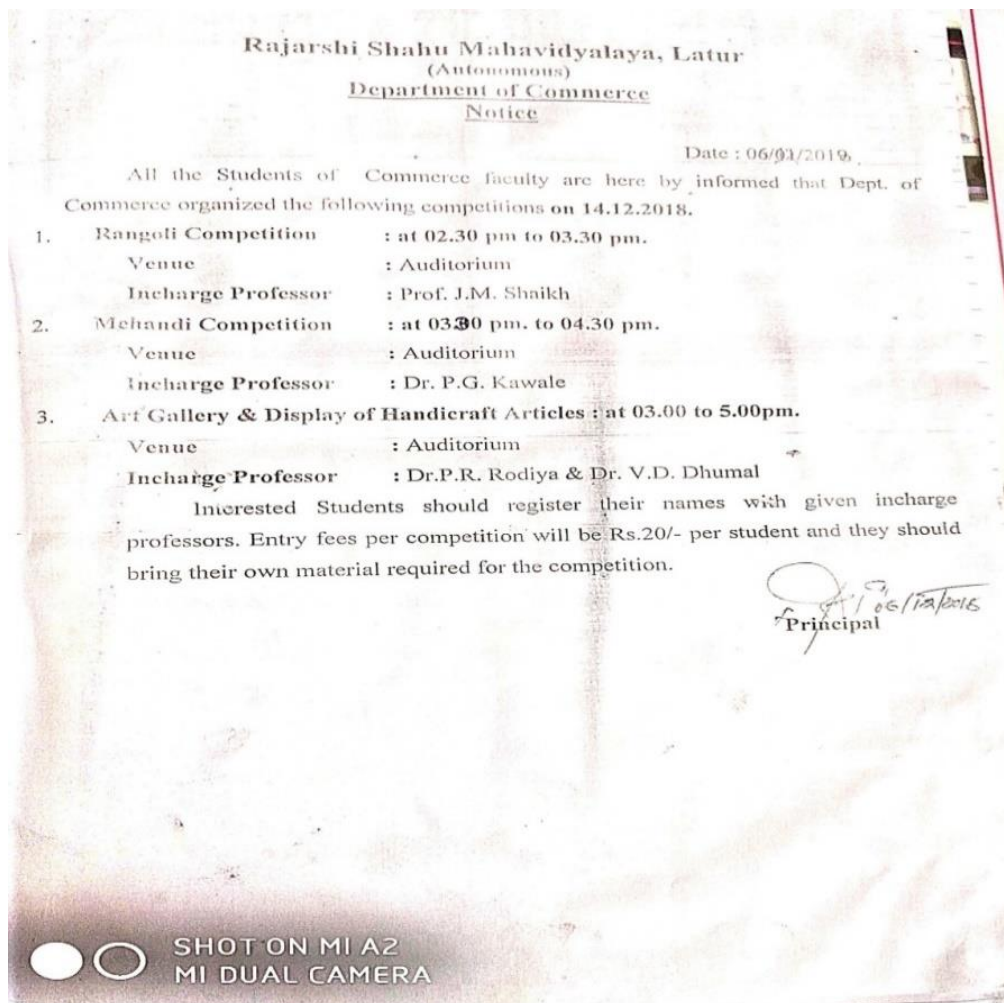 Rajarshi Shahu Mahavidyalaya, Latur
(Autonomous)
Department of Commerce
Notice
Date :
All the Students of Commerce faculty are here by informed that Dept. of
Commerce organized the following competitions on 14.12.2018.
1. Rangoli Competition : at 02.30 pm to 03.30 pm.
Venue : Auditorium
Incharge Professor : Prof. J.M. Shaikh
2. Mehandi Competition : at 03.30 pm. to 04.30 pm.
Venue : Auditorium
Incharge Professor : Dr. P.G. Kawale
3. Art Gallery & Display of Handicraft Articles : at 03.00 to 5.00pm.
Venue : Auditorium
Incharge Professor : Dr.P.R. Rodiya & Dr. V.D. Dhumal
Interested Students should register their names with given incharge
professors. Entry fees per competition will be Rs.20/- per student and they should
bring their own material required for the competition.
Principal
SHOT ON MI A2
MI DUAL CAMERA